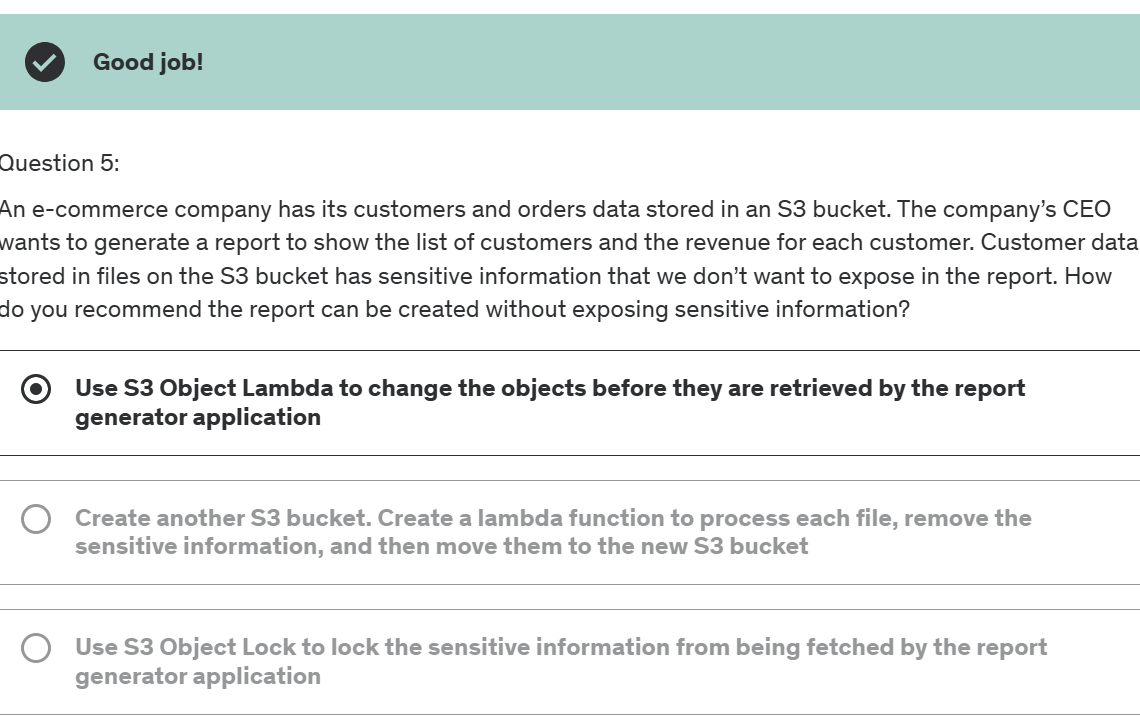 Good job!
Question 5:
An e-commerce company has its customers and orders data stored in an S3 bucket. The company’s CEO
wants to generate a report to show the list of customers and the revenue for each customer. Customer data
stored in files on the S3 bucket has sensitive information that we don’t want to expose in the report. How
do you recommend the report can be created without exposing sensitive information?
Use S3 Object Lambda to change the objects before they are retrieved by the report
generator application
Create another S3 bucket. Create a lambda function to process each file, remove the
sensitive information, and then move them to the new S3 bucket
Use S3 Object Lock to lock the sensitive information from being fetched by the report
generator application